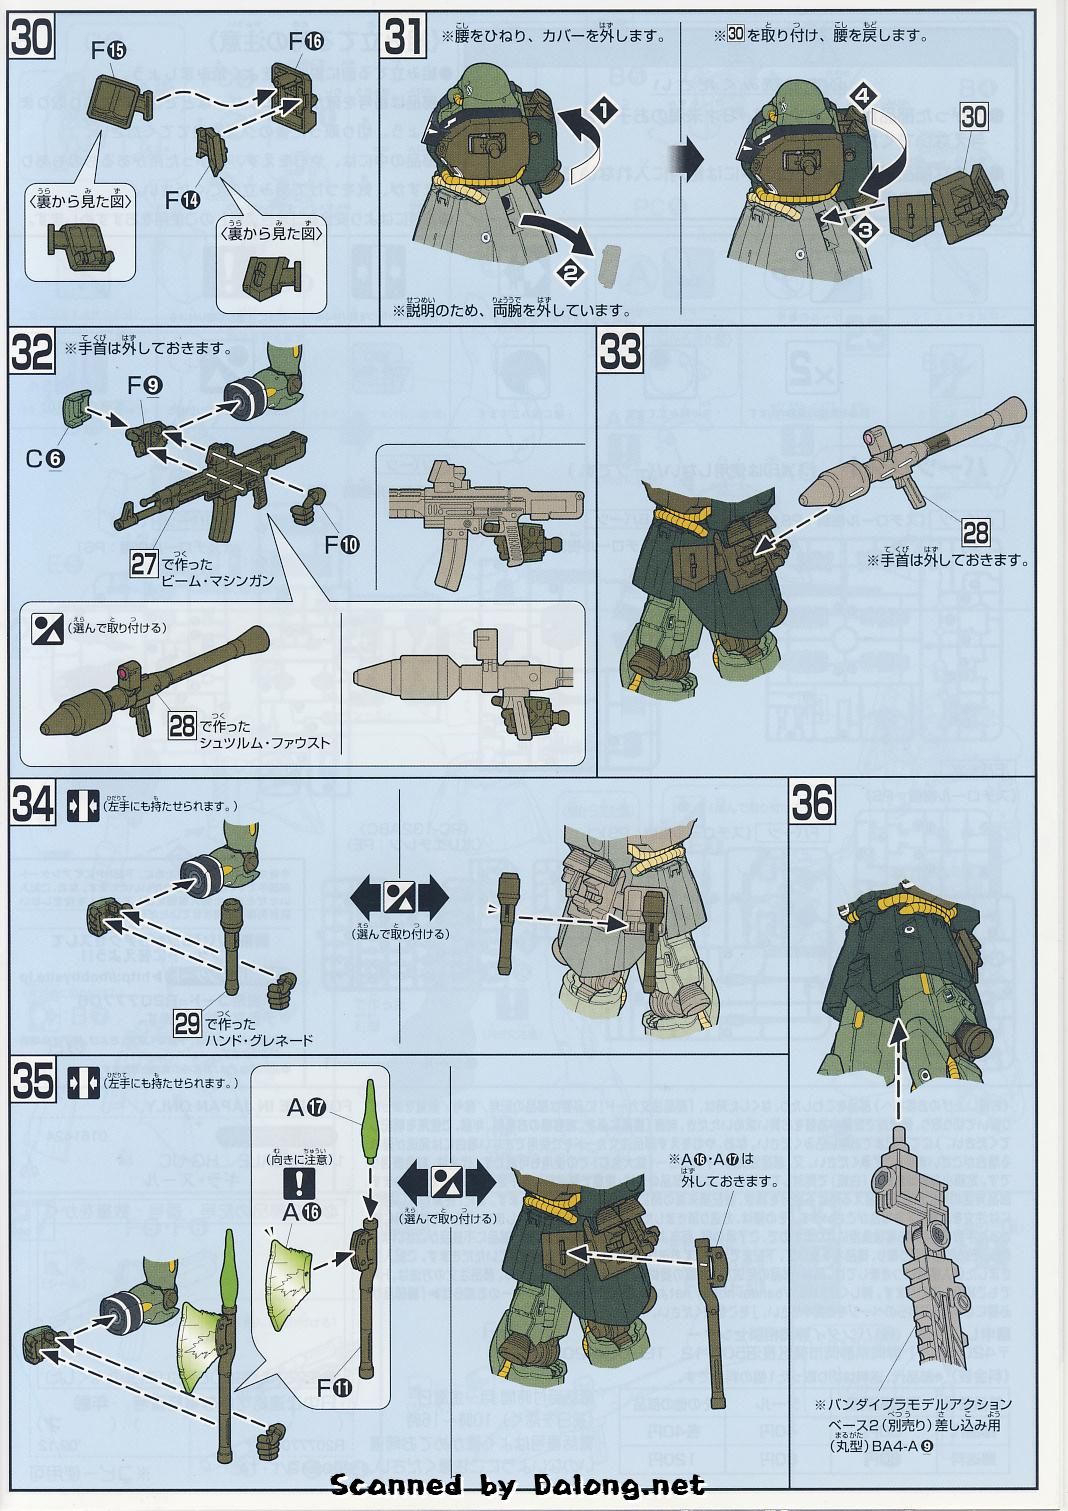 30
F15
F16
F14
〈裏から見た図〉
〈裏から見た図〉
31
※腰をひねり、カバーを外します。
1
2
※説明のため、両腕を外しています。
※30を取り付け、腰を戻します。
4
30
3
32
※手首は外しておきます。
F9
C6
F10
27で作った
ビーム・マシンガン
(選んで取り付ける)
28で作った
シュツルム・ファウスト
33
28
※手首は外しておきます。
34
(左手にも持たせられます。)
29で作った
ハンド・グレネード
(選んで取り付ける)
35
(左手にも持たせられます。)
A17
(向きに注意)
A16
F11
(選んで取り付ける)
※A16・A17は
外しておきます。
36
※バンダイプラモデルアクション
ベース2(別売り)差し込み用
(丸型)BA4-A9
Scanned by Dalong.net